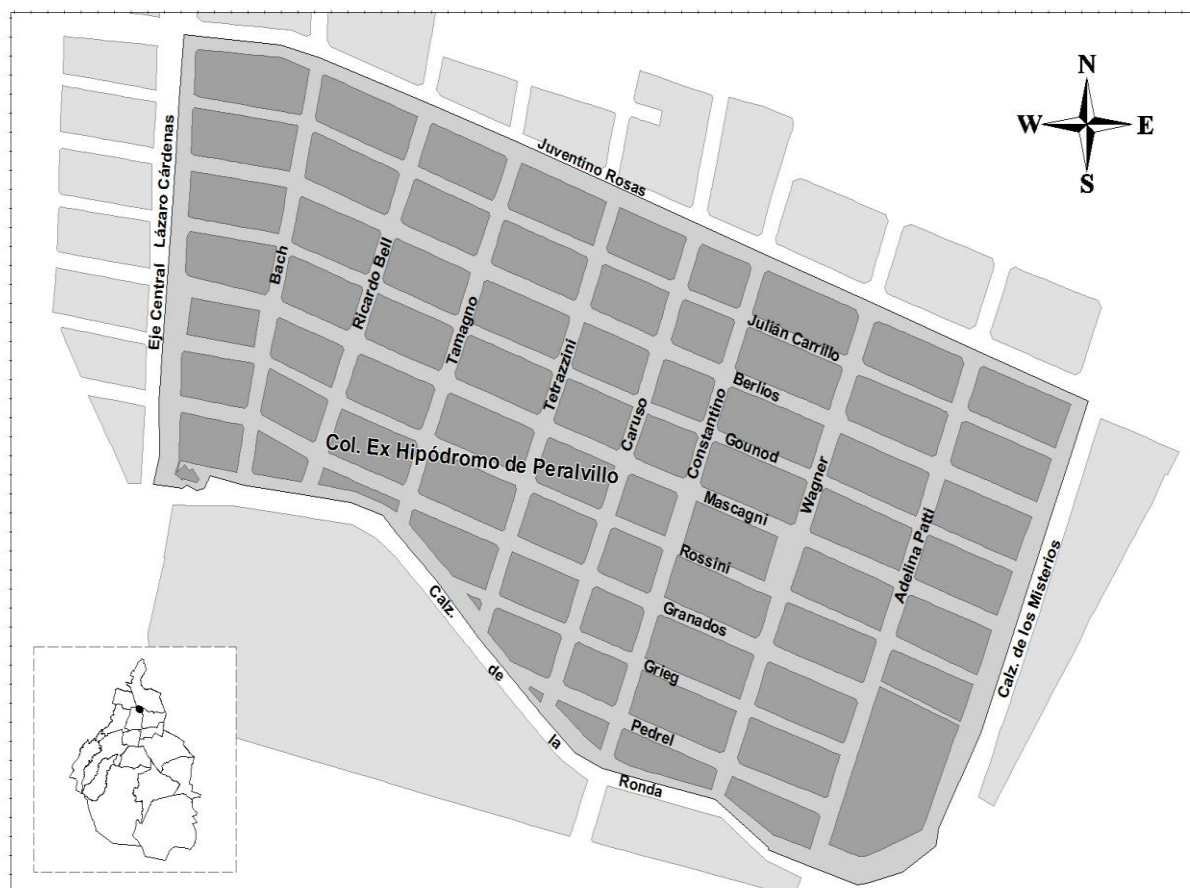 N
W E
S
Juventino Rosas
Eje Central Lázaro Cárdenas
Bach
Ricardo Bell
Tamagno
Tetrazzini
Caruso
Constantino
Wagner
Adelina Patti
Calz. de los Misterios
Julián Carrillo
Berlios
Gounod
Mascagni
Rossini
Granados
Grieg
Pedrel
Col. Ex Hipódromo de Peralvillo
Calz.
de
la
Ronda